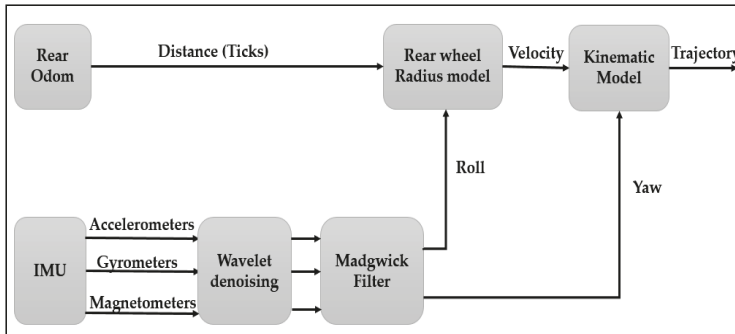 Rear
Odom
Distance (Ticks)
Rear wheel
Radius model
Velocity
Kinematic
Model
Trajectory
Roll
Yaw
IMU
Accelerometers
Gyrometers
Magnetometers
Wavelet
denoising
Madgwick
Filter